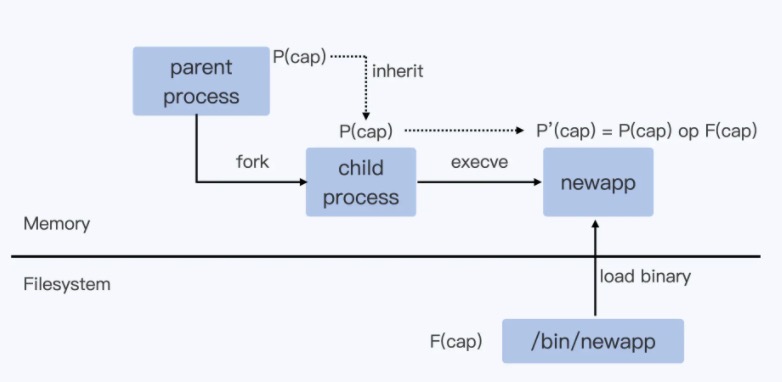 parent
process
P(cap)
inherit
P(cap)
P’(cap) = P(cap) op F(cap)
fork
child
process
execve
newapp
Memory
Filesystem
load binary
F(cap)
/bin/newapp